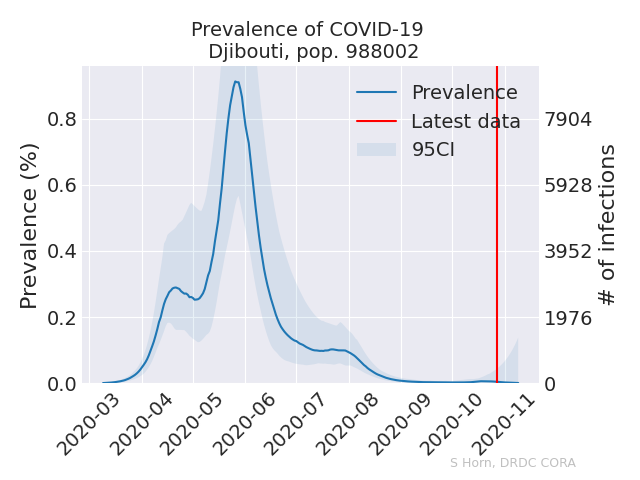 Prevalence of COVID-19
Djibouti, pop. 988002
Prevalence
Latest data
95CI
Prevalence (%)
0.8
0.6
0.4
0.2
0.0
7904
5928
3952
1976
0
# of infections
2020-03
2020-04
2020-05
2020-06
2020-07
2020-08
2020-09
2020-10
2020-11
S Horn, DRDC CORA